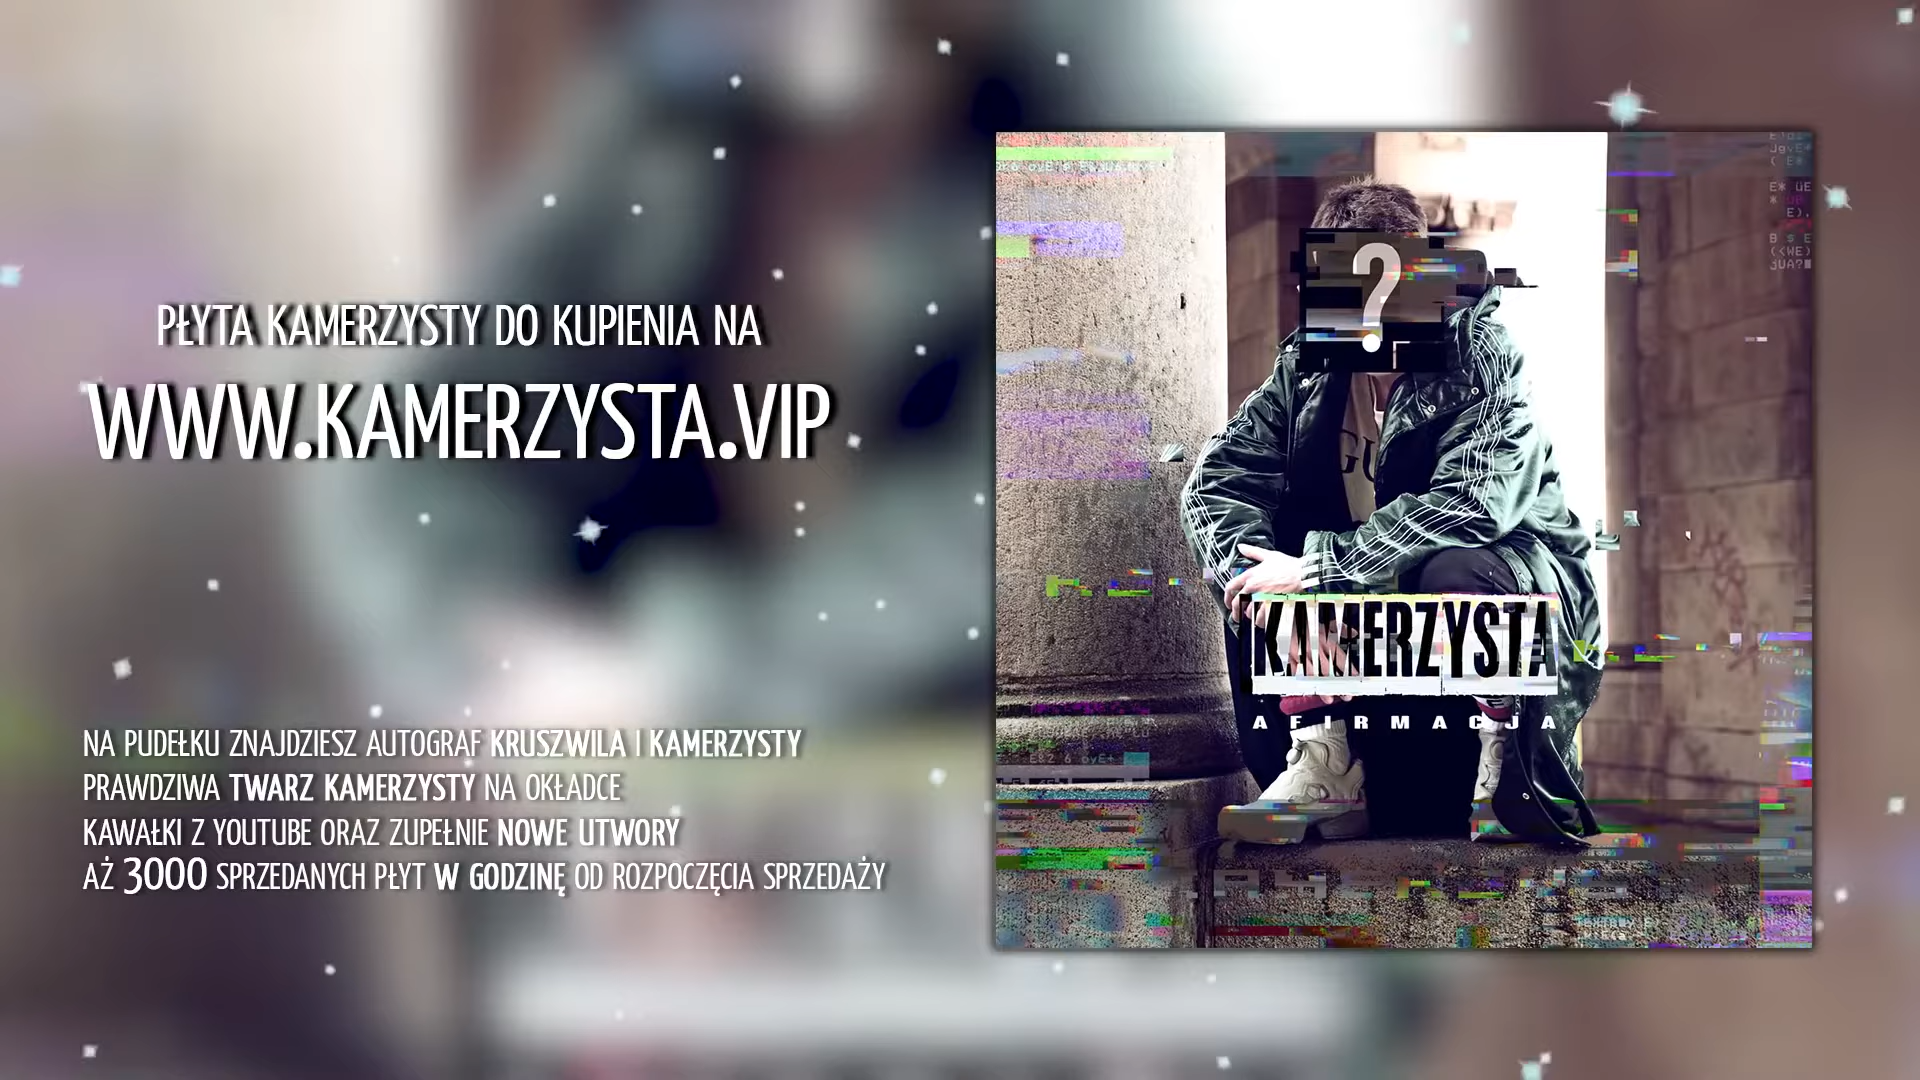 PŁYTA KAMERZYSTY DO KUPIENIA NA
WWW.KAMERZYSTA.VIP
NA PUDEŁKU ZNAJDZIESZ AUTOGRAF KRUSZWILA I KAMERZYSTY
PRAWDZIWA TWARZ KAMERZYSTY NA OKŁADCE
KAWAŁKI Z YOUTUBE ORAZ ZUPEŁNIE NOWE UTWORY
AŻ 3000 SPRZEDANYCH PŁYT W GODZINĘ OD ROZPOCZĘCIA SPRZEDAŻY
?
GU
KAMERZYSTA
AFIRMACJA